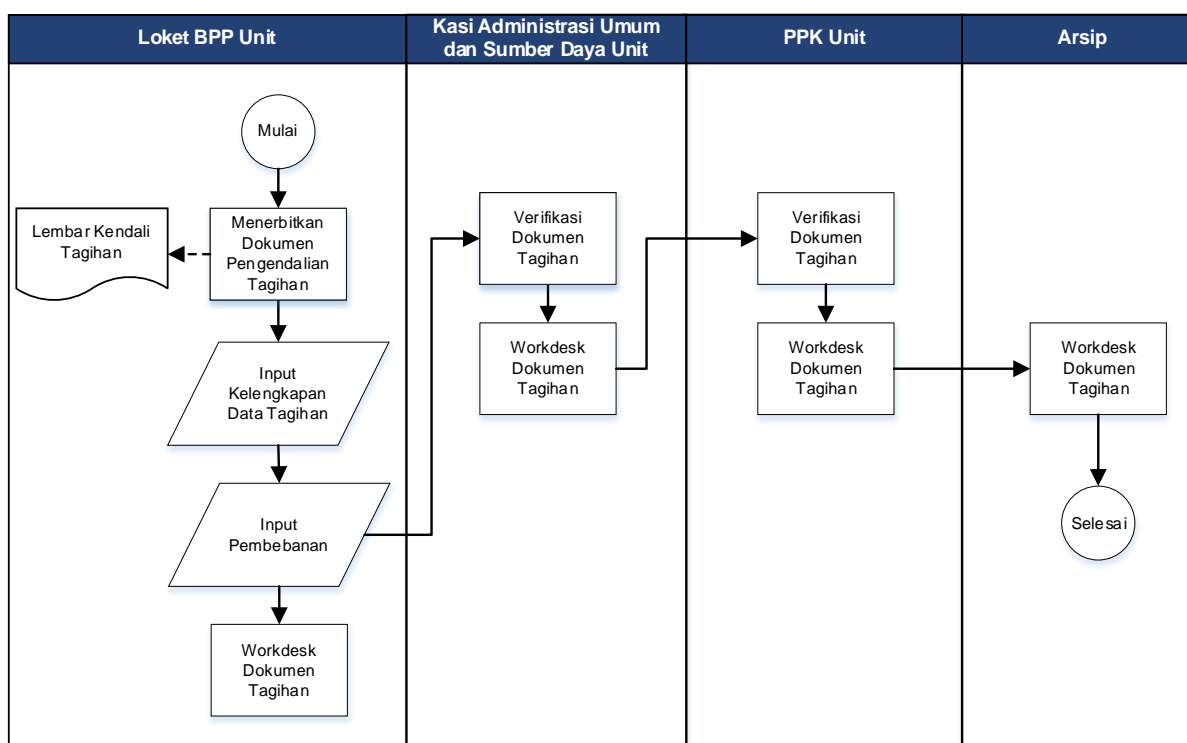 Loket BPP Unit
Kasi Administrasi Umum
dan Sumber Daya Unit
PPK Unit
Arsip
Mulai
Lembar Kendali
Tagihan
Menerbitkan
Dokumen
Pengendalian
Tagihan
Input
Kelengkapan
Data Tagihan
Input
Pembebanan
Workdesk
Dokumen
Tagihan
Verifikasi
Dokumen
Tagihan
Workdesk
Dokumen
Tagihan
Verifikasi
Dokumen
Tagihan
Workdesk
Dokumen
Tagihan
Workdesk
Dokumen
Tagihan
Selesai